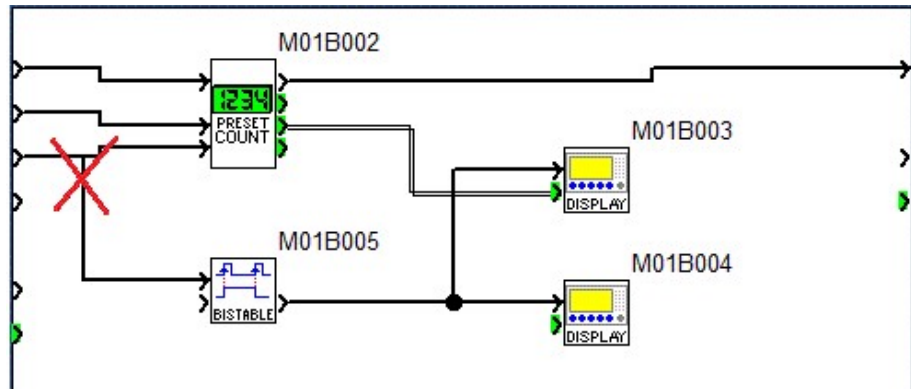 M01B002
1234
PRESET
COUNT
M01B003
DISPLAY
M01B005
BISTABLE
M01B004
DISPLAY